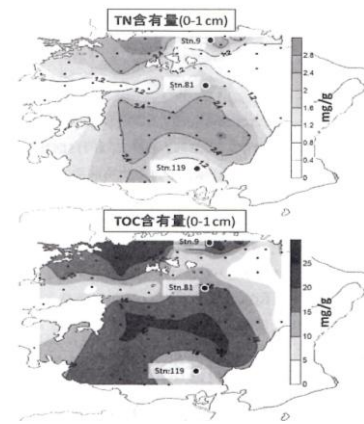 TN含有量(0-1 cm)
Stn.9
Stn.81
Stn.119
2.8
2.4
2
1.6
1.2
0.8
0.4
0
mg/g
TOC含有量(0-1 cm)
Stn.9
Stn.81
Stn.119
25
20
15
10
5
0
mg/g